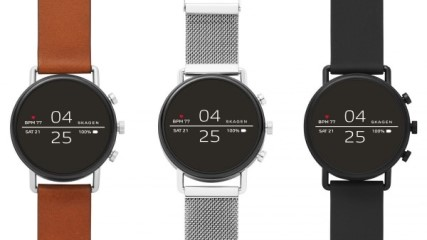 04
BPM 77 SKAGEN
SAT 21 100%
25
04
BPM 77 SKAGEN
SAT 21 100%
25
04
BPM 77 SKAGEN
SAT 21 100%
25